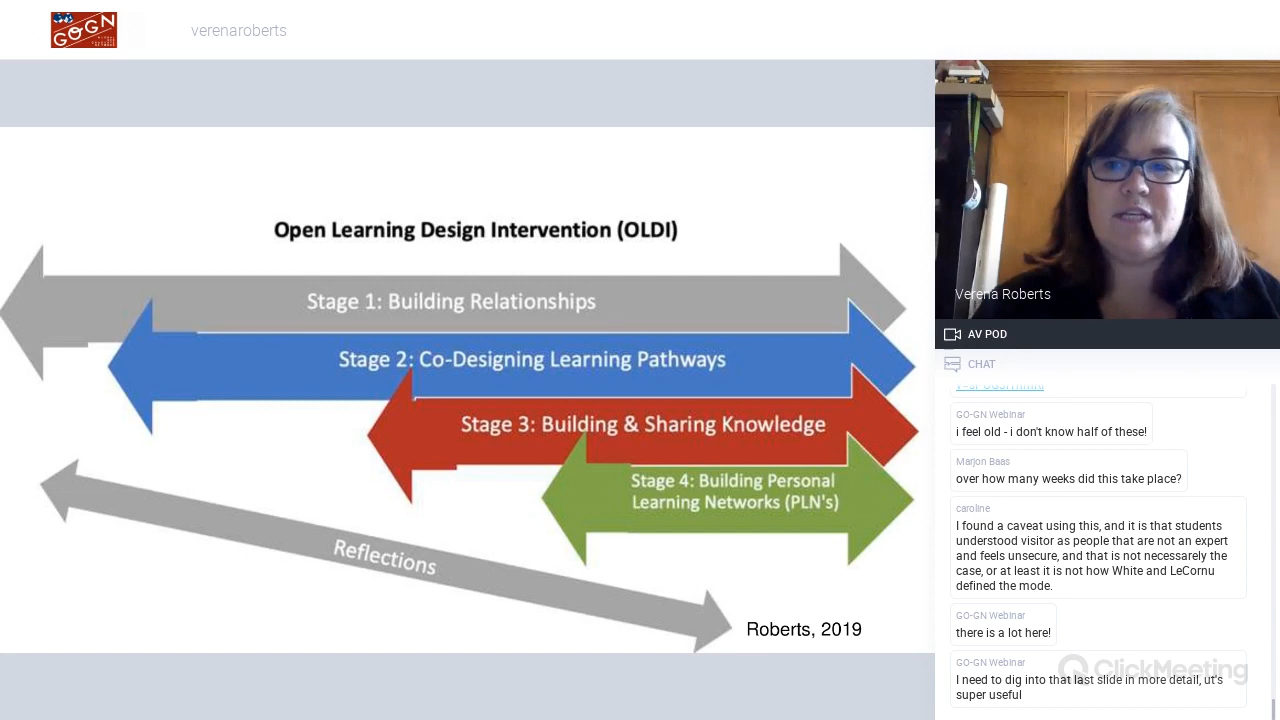 GOGN
verenaroberts
Open Learning Design Intervention (OLDI)
Stage 1: Building Relationships
Stage 2: Co-Designing Learning Pathways
Stage 3: Building & Sharing Knowledge
Stage 4: Building Personal
Learning Networks (PLN's)
Reflections
Roberts, 2019
Verena Roberts
AV POD
CHAT
GO-GN Webinar
i feel old - i don't know half of these!
Marjon Baas
over how many weeks did this take place?
caroline
I found a caveat using this, and it is that students
understood visitor as people that are not an expert
and feels unsecure, and that is not necessarely the
case, or at least it is not how White and LeCornu
defined the mode.
GO-GN Webinar
there is a lot here!
GO-GN Webinar
I need to dig into that last slide in more detail, ut's
super useful
ClickMeeting